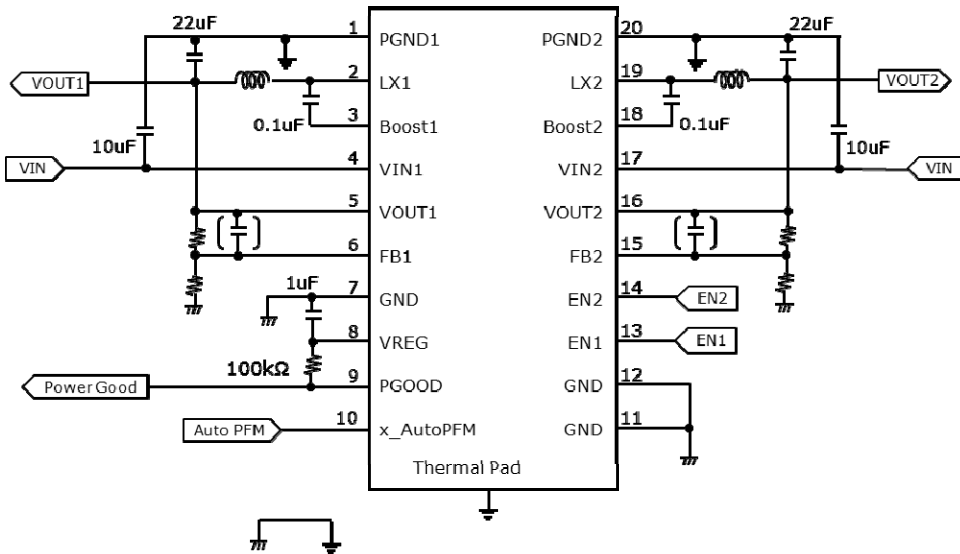 22uF
1
PGND1
PGND2
20
22uF
VOUT1
2
LX1
LX2
19
VOUT2
0.1uF
3
Boost1
Boost2
18
0.1uF
10uF
4
VIN
VIN1
VIN2
17
10uF
VIN
5
VOUT1
VOUT2
16
6
FB1
FB2
15
1uF
7
GND
EN2
14
EN2
8
VREG
EN1
13
EN1
100kΩ
9
Power Good
PGOOD
GND
12
10
Auto PFM
x_AutoPFM
GND
11
Thermal Pad